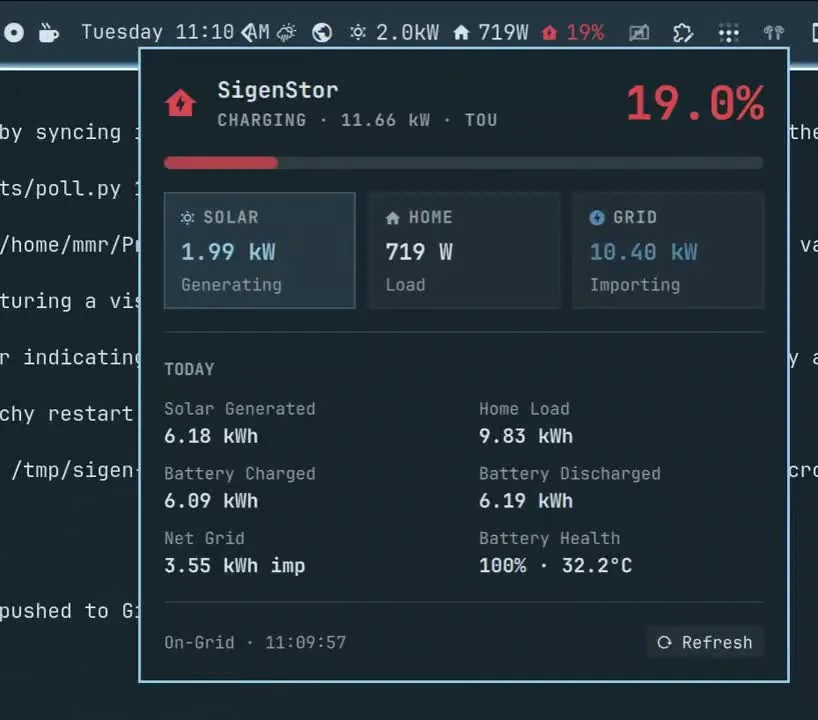 Tuesday 11:10 AM 2.0kW 719W 19%
SigenStor
CHARGING · 11.66 kW · TOU
19.0%
SOLAR
1.99 kW
Generating
HOME
719 W
Load
GRID
10.40 kW
Importing
TODAY
Solar Generated
6.18 kWh
Home Load
9.83 kWh
Battery Charged
6.09 kWh
Battery Discharged
6.19 kWh
Net Grid
3.55 kWh imp
Battery Health
100% · 32.2°C
On-Grid · 11:09:57
Refresh
by syncing
the
ts/poll.py
/home/mmr/Pr
va
turing a vis
r indicating
y a
chy restart
/tmp/sigen-
cro
pushed to Gi